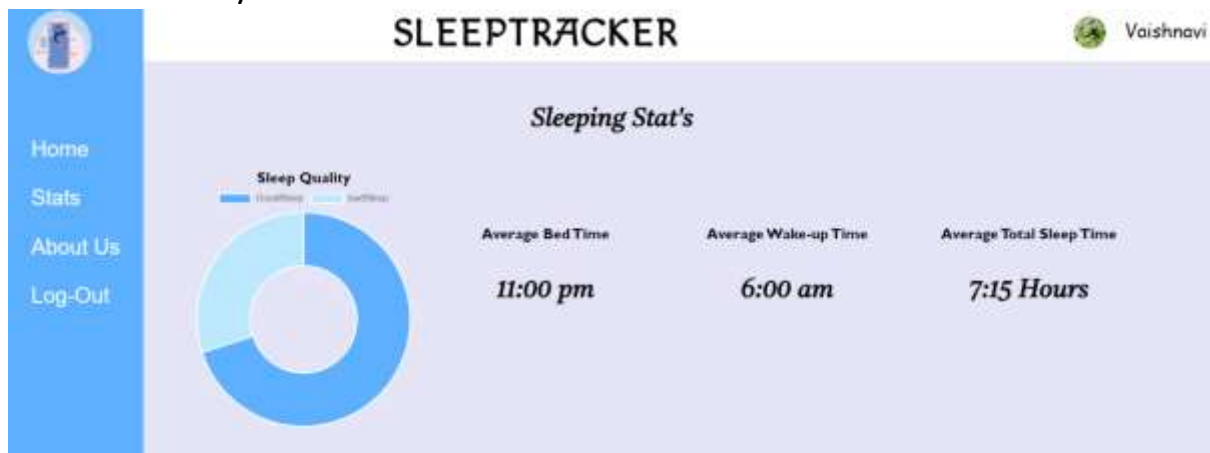 SLEEPTRACKER
Vaishnavi
Sleeping Stat's
Home
Stats
About Us
Log-Out
Sleep Quality
Average Bed Time
11:00 pm
Average Wake-up Time
6:00 am
Average Total Sleep Time
7:15 Hours